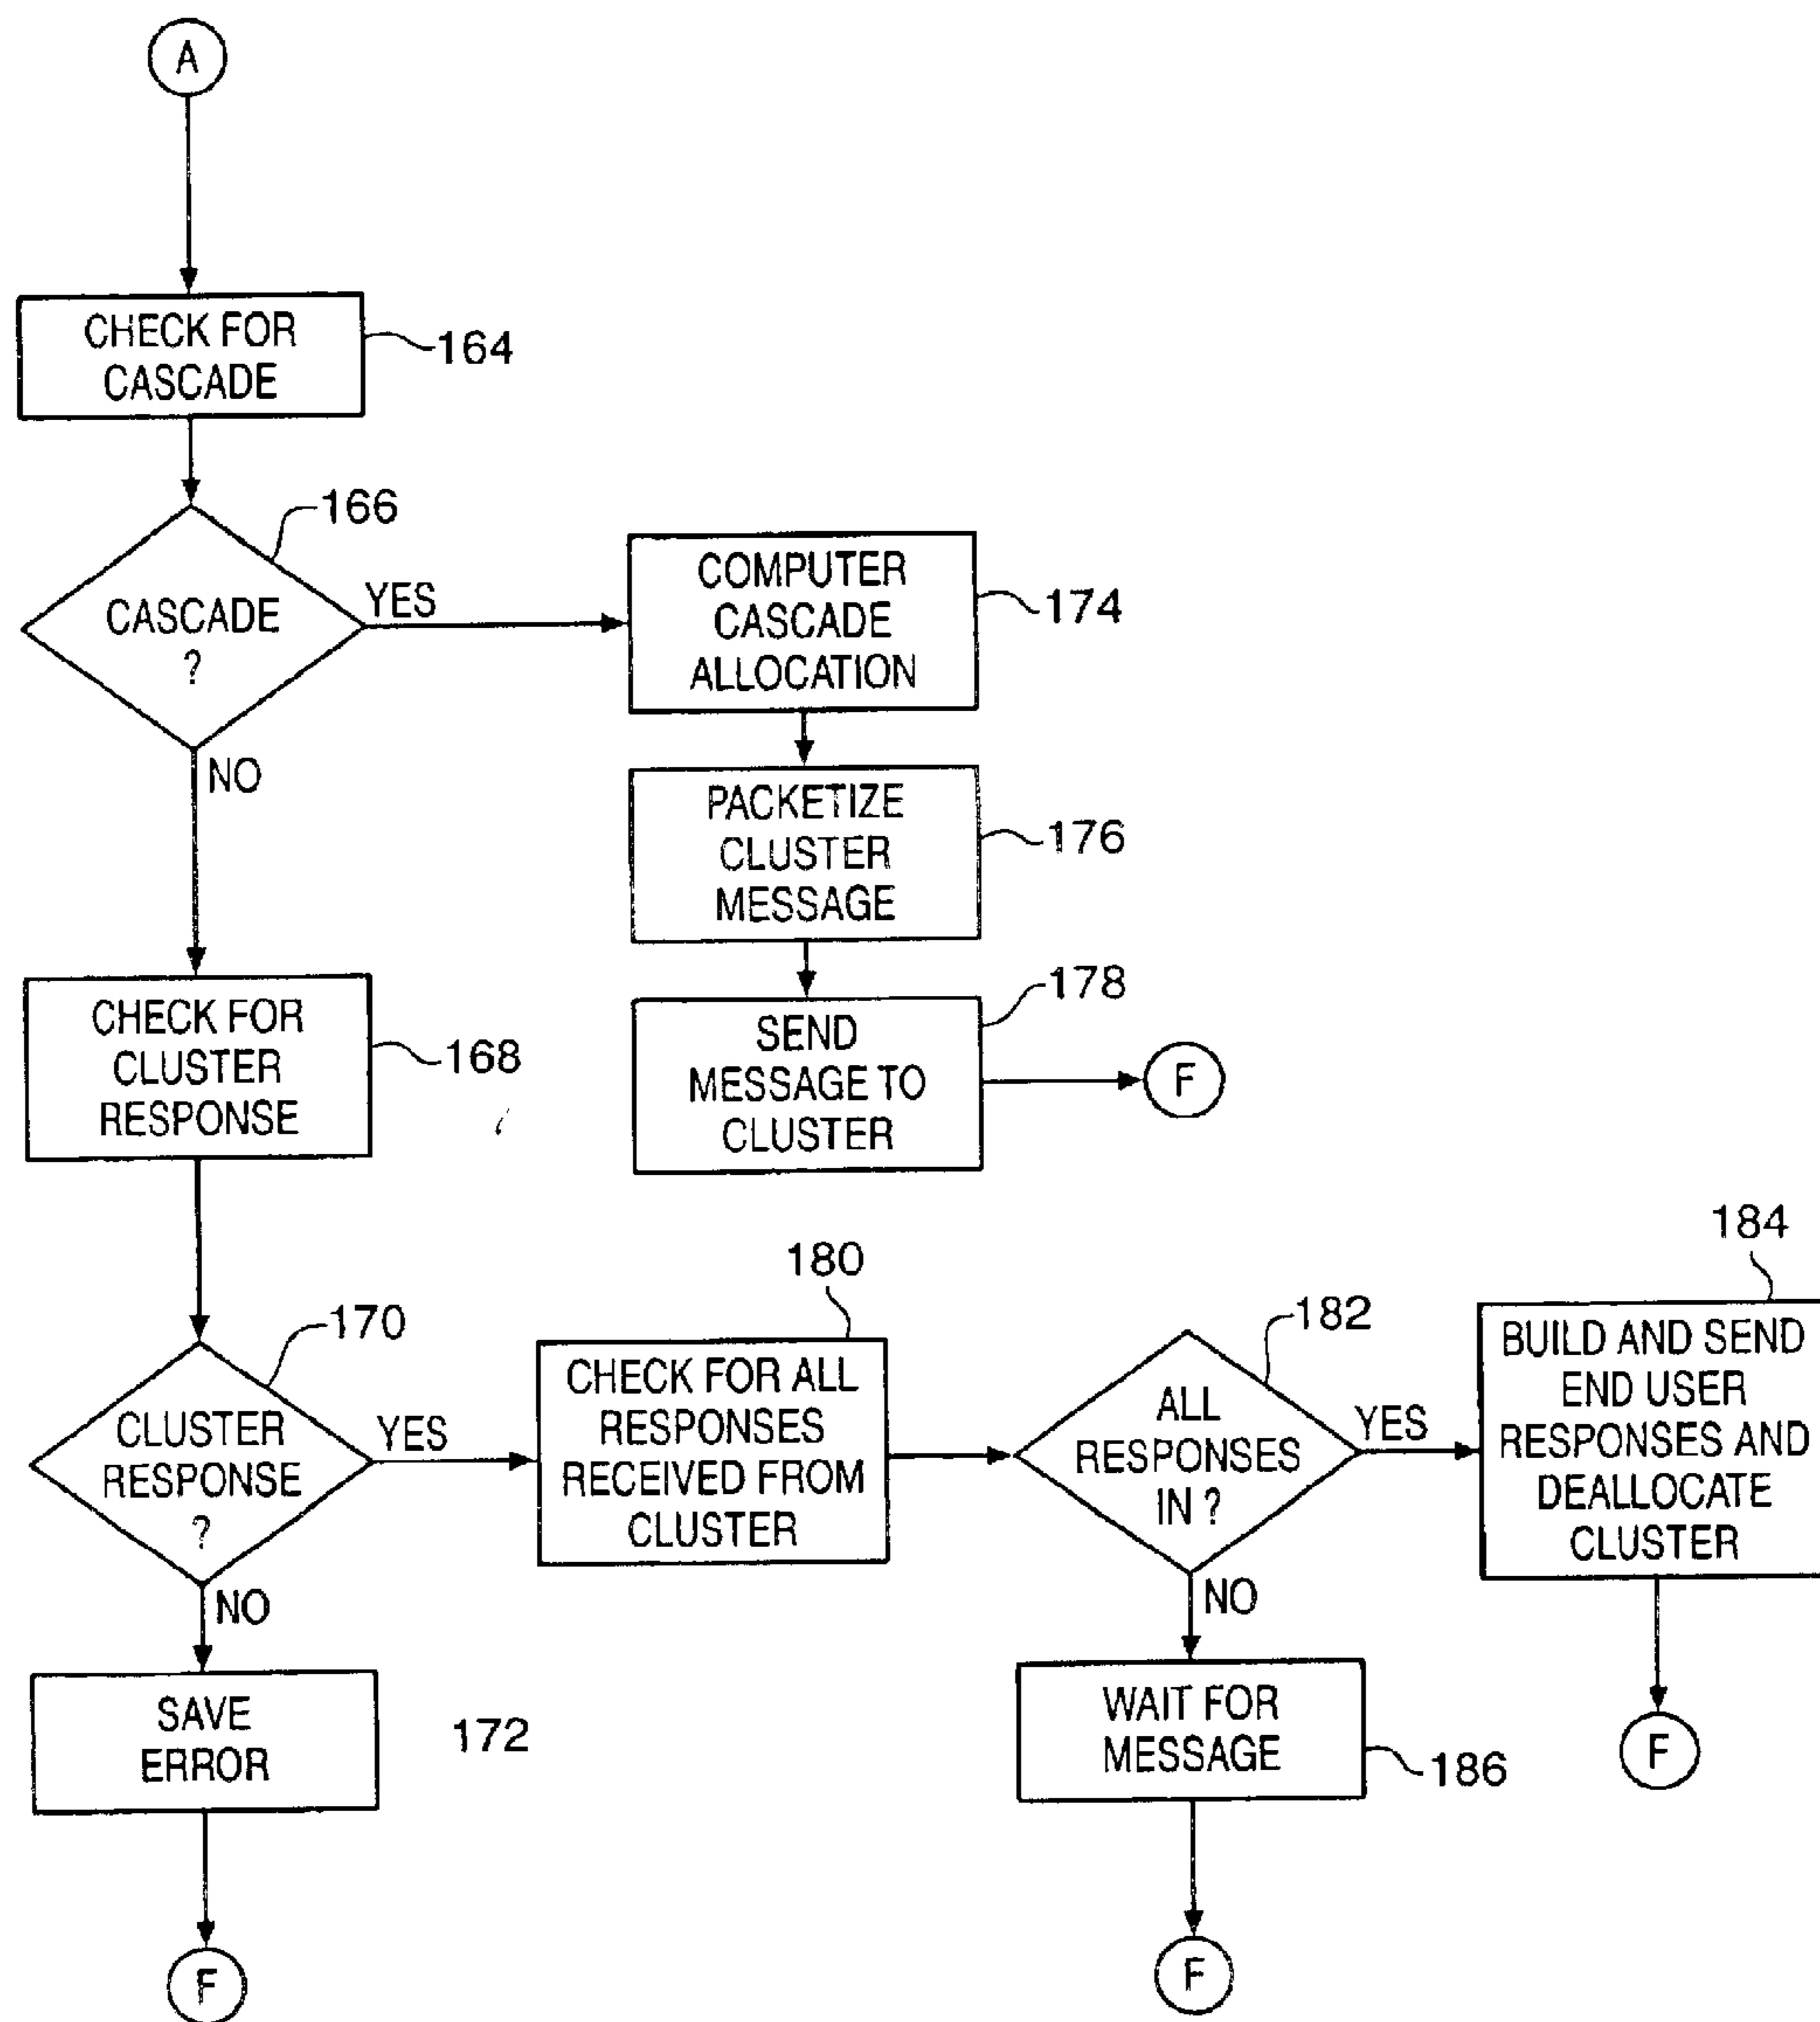 A
CHECK FOR
CASCADE
164
166
CASCADE
?
YES
NO
COMPUTER
CASCADE
ALLOCATION
174
PACKETIZE
CLUSTER
MESSAGE
176
SEND
MESSAGE TO
CLUSTER
178
F
CHECK FOR
CLUSTER
RESPONSE
168
170
CLUSTER
RESPONSE
?
YES
NO
180
CHECK FOR ALL
RESPONSES
RECEIVED FROM
CLUSTER
182
ALL
RESPONSES
IN ?
YES
NO
184
BUILD AND SEND
END USER
RESPONSES AND
DEALLOCATE
CLUSTER
F
SAVE
ERROR
172
F
WAIT FOR
MESSAGE
186
F